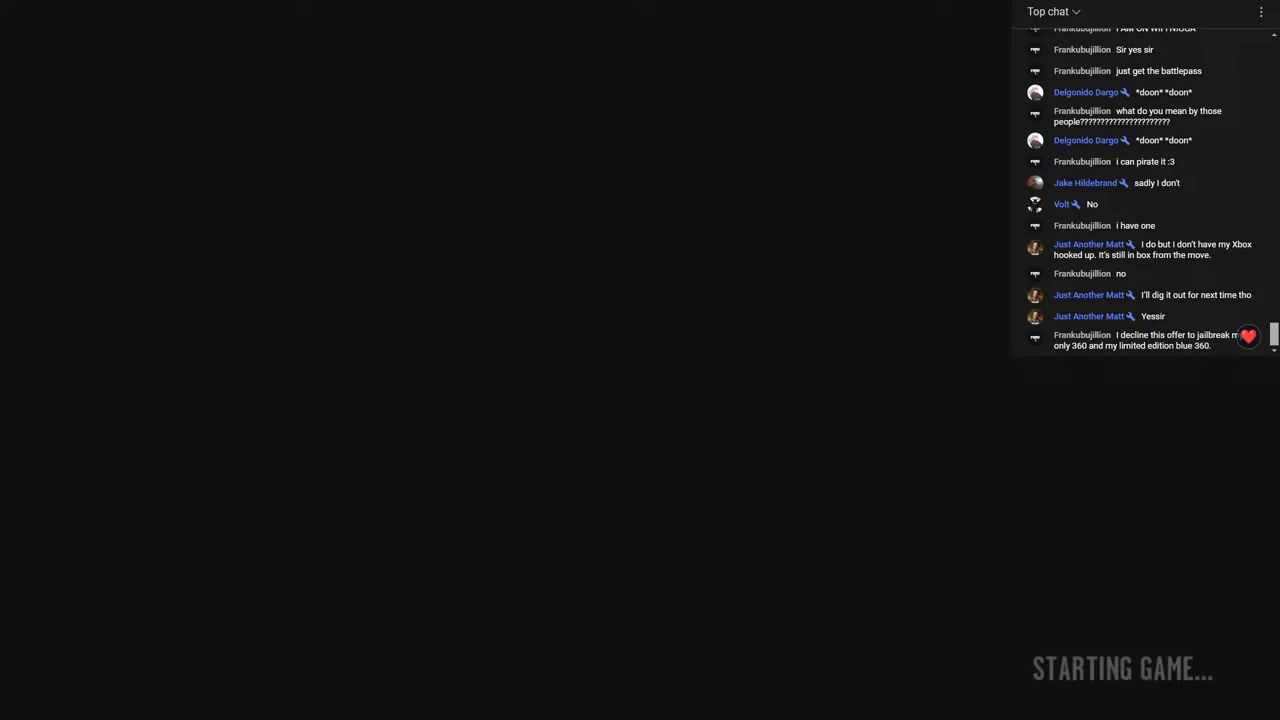 Top chat
Frankubujillion
Frankubujillion Sir yes sir
Frankubujillion just get the battlepass
Delgonido Dargo *doon* *doon*
Frankubujillion what do you mean by those
people??????????????????????
Delgonido Dargo *doon* *doon*
Frankubujillion i can pirate it :3
Jake Hildebrand sadly I don't
Volt No
Frankubujillion i have one
Just Another Matt I do but I don't have my Xbox
hooked up. It's still in box from the move.
Frankubujillion no
Just Another Matt I'll dig it out for next time tho
Just Another Matt Yessir
Frankubujillion I decline this offer to jailbreak
only 360 and my limited edition blue 360.
STARTING GAME...